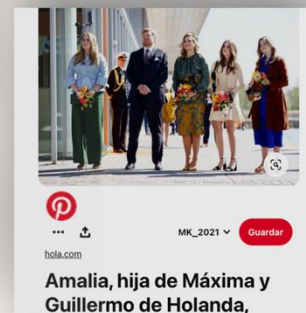 MK_2021
Guardar
hola.com
Amalia, hija de Máxima y
Guillermo de Holanda,